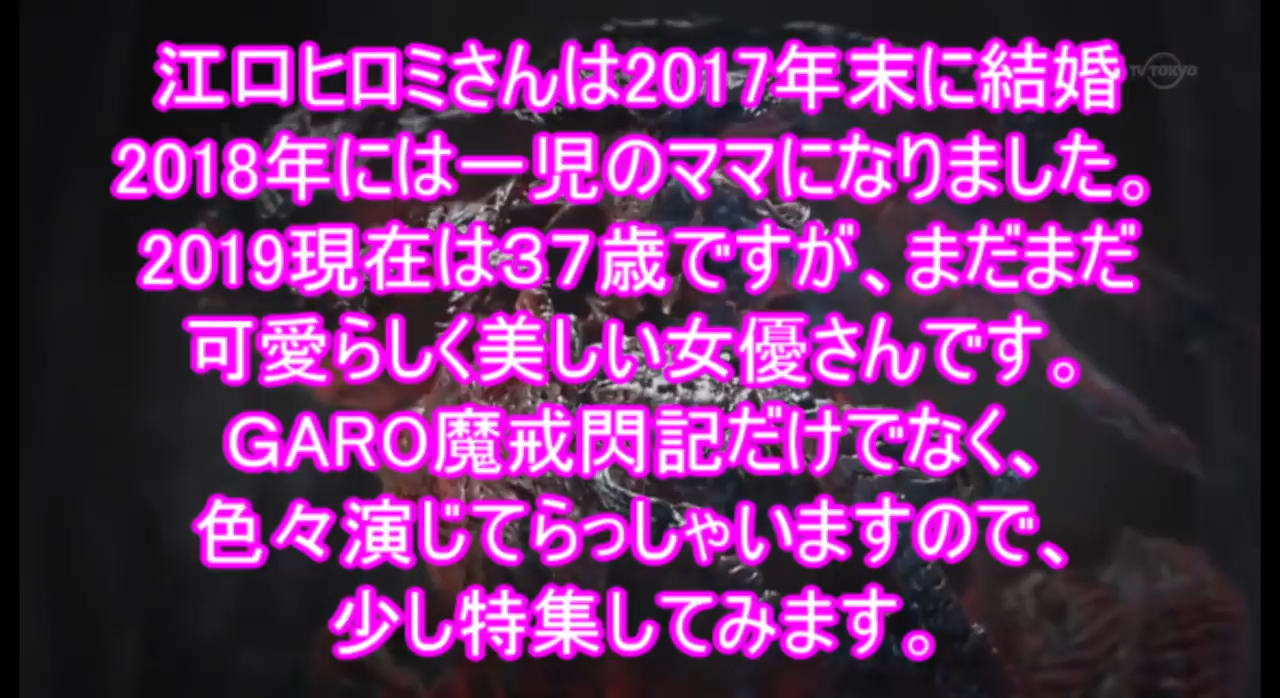 江口ヒロミさんは2017年末に結婚
TV TOKYO
2018年には一児のママになりました。
2019現在は３７歳ですが、まだまだ
可愛らしく美しい女優さんです。
GARO魔戒閃記だけでなく、
色々演じてらっしゃいますので、
少し特集してみます。